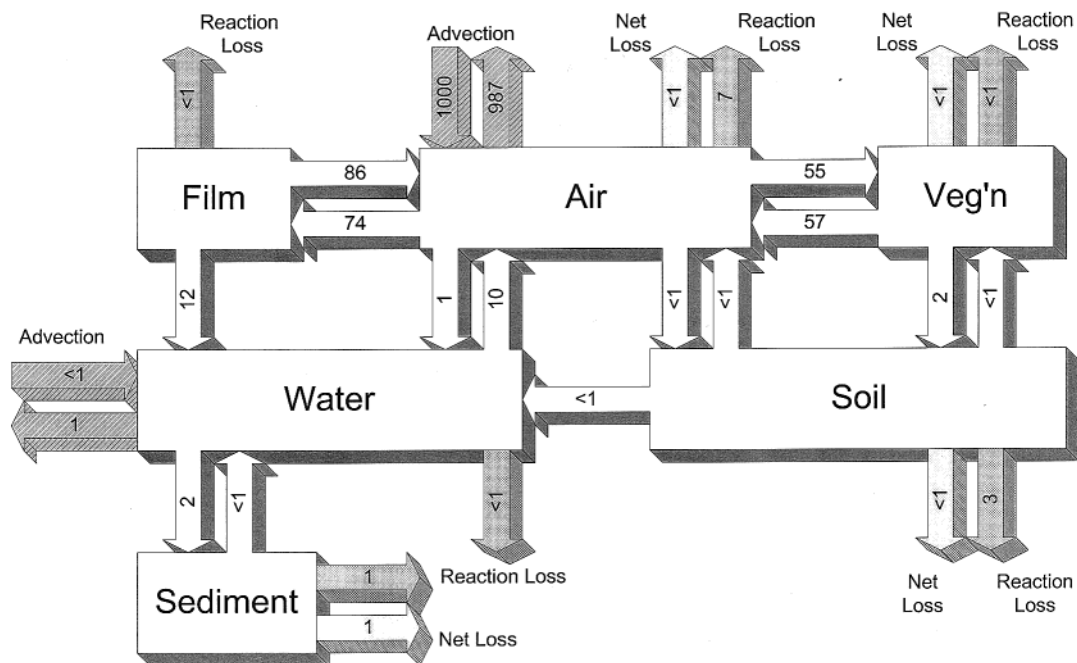 Reaction
Loss
Advection
Net
Loss
Reaction
Loss
Net
Loss
Reaction
Loss
<1
1000
987
<1
7
<1
<1
Film
86
74
Air
55
57
Veg'n
12
1
10
<1
<1
2
<1
Advection
<1
1
Water
<1
Soil
2
<1
<1
<1
3
Sediment
1
1
Reaction Loss
Net Loss
Net
Loss
Reaction
Loss